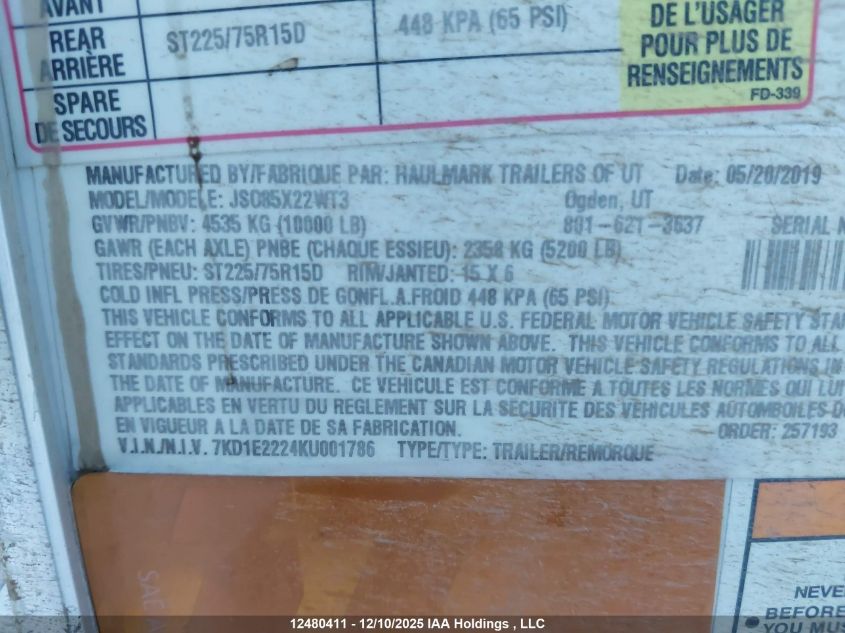 AVANT
REAR
ARRIÈRE
ST225/75R15D
448 KPA (65 PSI)
SPARE
DE SECOURS
DE L'USAGER
POUR PLUS DE
RENSEIGNEMENTS
FD-339
MANUFACTURED BY/FABRIQUE PAR: HAULMARK TRAILERS OF UT Date: 05/20/2019
MODEL/MODELE: JSC85X22WT3 Ogden, UT
GVWR/PNBV: 4535 KG (10000 LB) 801-621-3637 SERIAL N
GAWR (EACH AXLE) PNBE (CHAQUE ESSIEU): 2358 KG (5200 LB)
TIRES/PNEU: ST225/75R15D RIM/JANTED: 15 X 6
COLD INFL PRESS/PRESS DE GONFL.A.FROID 448 KPA (65 PSI)
THIS VEHICLE CONFORMS TO ALL APPLICABLE U.S. FEDERAL MOTOR VEHICLE SAFETY STA
EFFECT ON THE DATE OF MANUFACTURE SHOWN ABOVE. THIS VEHICLE CONFORMS TO ALL
STANDARDS PRESCRIBED UNDER THE CANADIAN MOTOR VEHICLE SAFETY REGULATIONS IN
THE DATE OF MANUFACTURE. CE VEHICULE EST CONFORME A TOUTES LES NORMES QUI LUI
APPLICABLES EN VERTU DU REGLEMENT SUR LA SECURITE DES VEHICULES AUTOMBOILES D
EN VIGUEUR A LA DATE DE SA FABRICATION. ORDER: 257193
V.I.N./N.I.V. 7KD1E2224KU001786 TYPE/TYPE: TRAILER/REMORQUE
SAE
NEVE
BEFORE
YOU MUS
12480411 - 12/10/2025 IAA Holdings , LLC